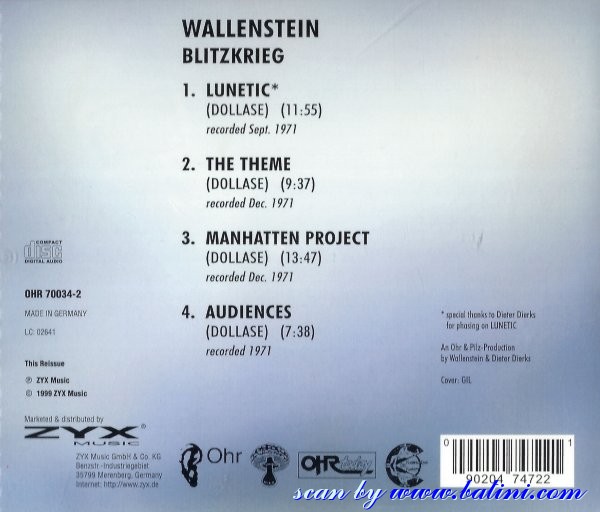 WALLENSTEIN
BLITZKRIEG
1. LUNETIC*
(DOLLASE) (11:55)
recorded Sept. 1971
2. THE THEME
(DOLLASE) (9:37)
recorded Dec. 1971
3. MANHATTEN PROJECT
(DOLLASE) (13:47)
recorded Dec. 1971
4. AUDIENCES
(DOLLASE) (7:38)
recorded 1971
COMPACT
disc
DIGITAL AUDIO
OHR 70034-2
MADE IN GERMANY
LC: 02641
This Reissue
℗ ZYX Music
© 1999 ZYX Music
Marketed & distributed by
ZYX®
MUSIC
ZYX Music GmbH & Co. KG
Benzstr.-Industriegebiet
35799 Merenberg, Germany
Internet: http://www.zyx.de
* special thanks to Dieter Dierks
for phasing on LUNETIC
An Ohr & Pilz-Production
by Wallenstein & Dieter Dierks
Cover: GIL
Ohr
OHR
0 90204 74722 1
scan by www.batini.com